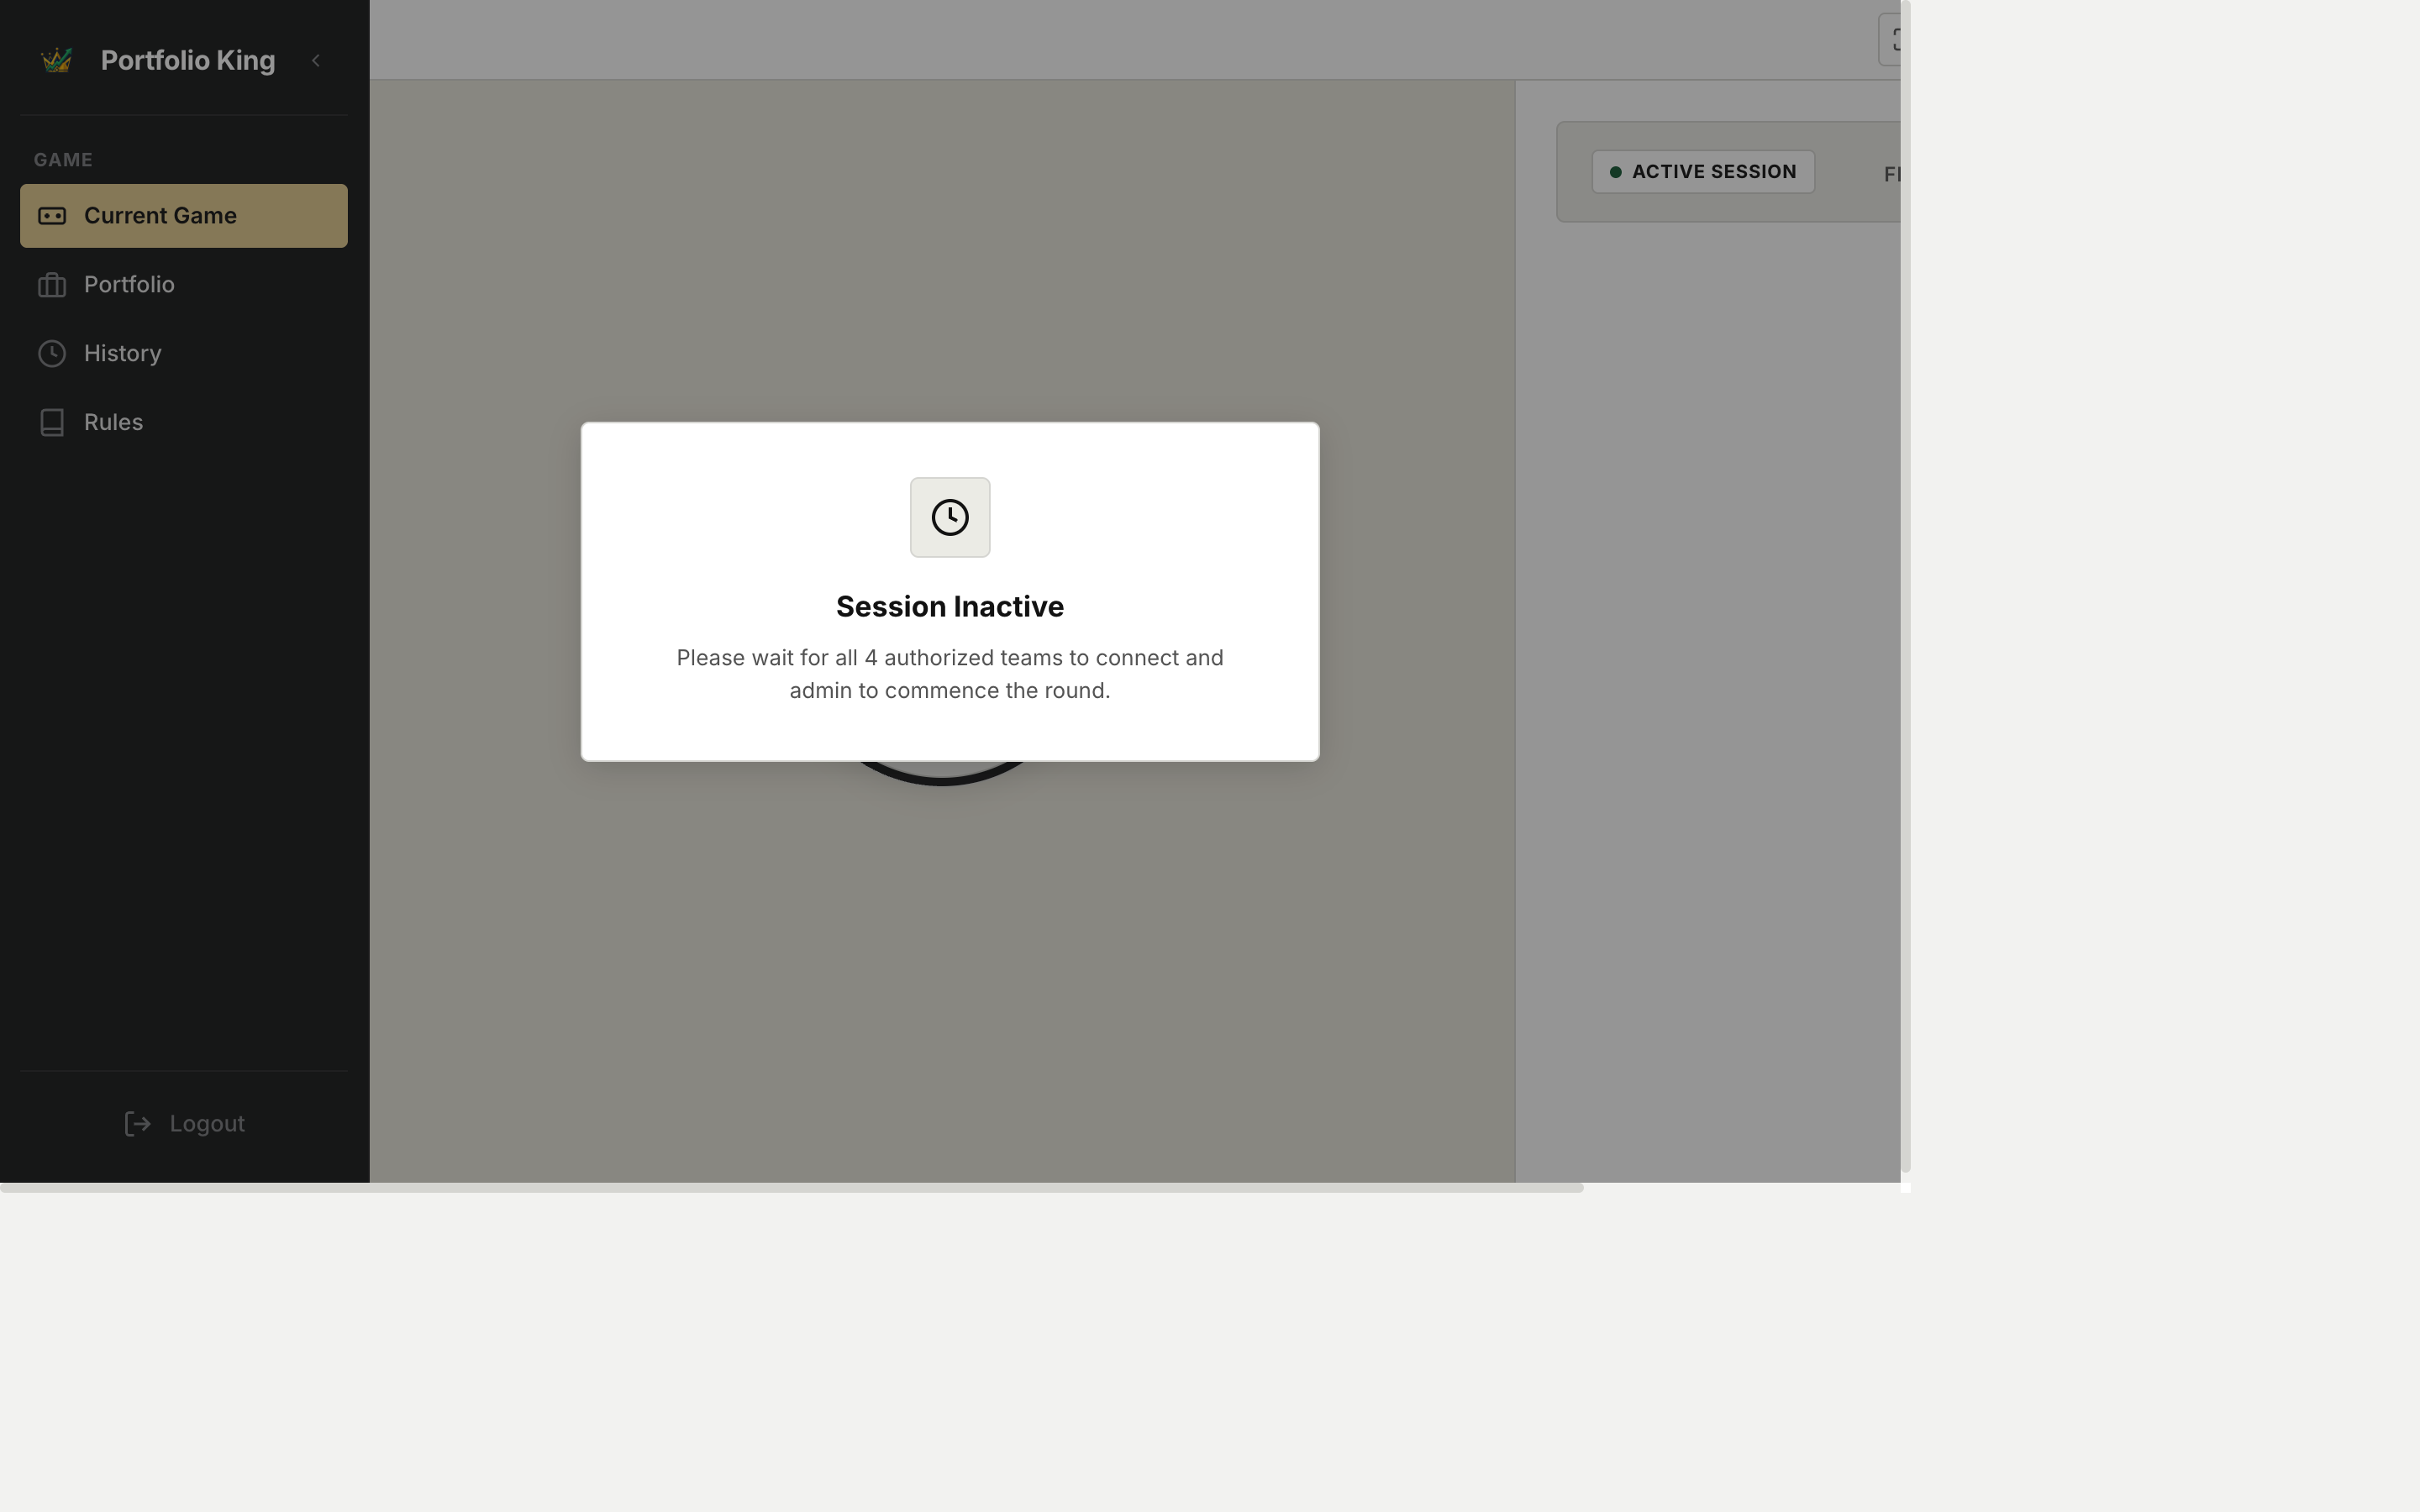 Portfolio King
GAME
Current Game
Portfolio
History
Rules
Logout
ACTIVE SESSION
Session Inactive
Please wait for all 4 authorized teams to connect and
admin to commence the round.